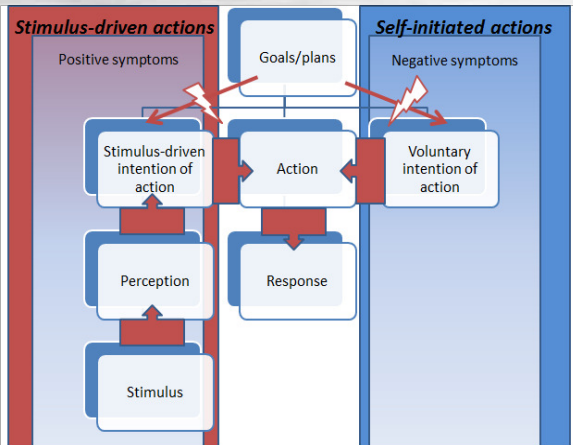 Stimulus-driven actions
Self-initiated actions
Positive symptoms
Goals/plans
Negative symptoms
Stimulus-driven
intention of
action
Action
Voluntary
intention of
action
Perception
Response
Stimulus